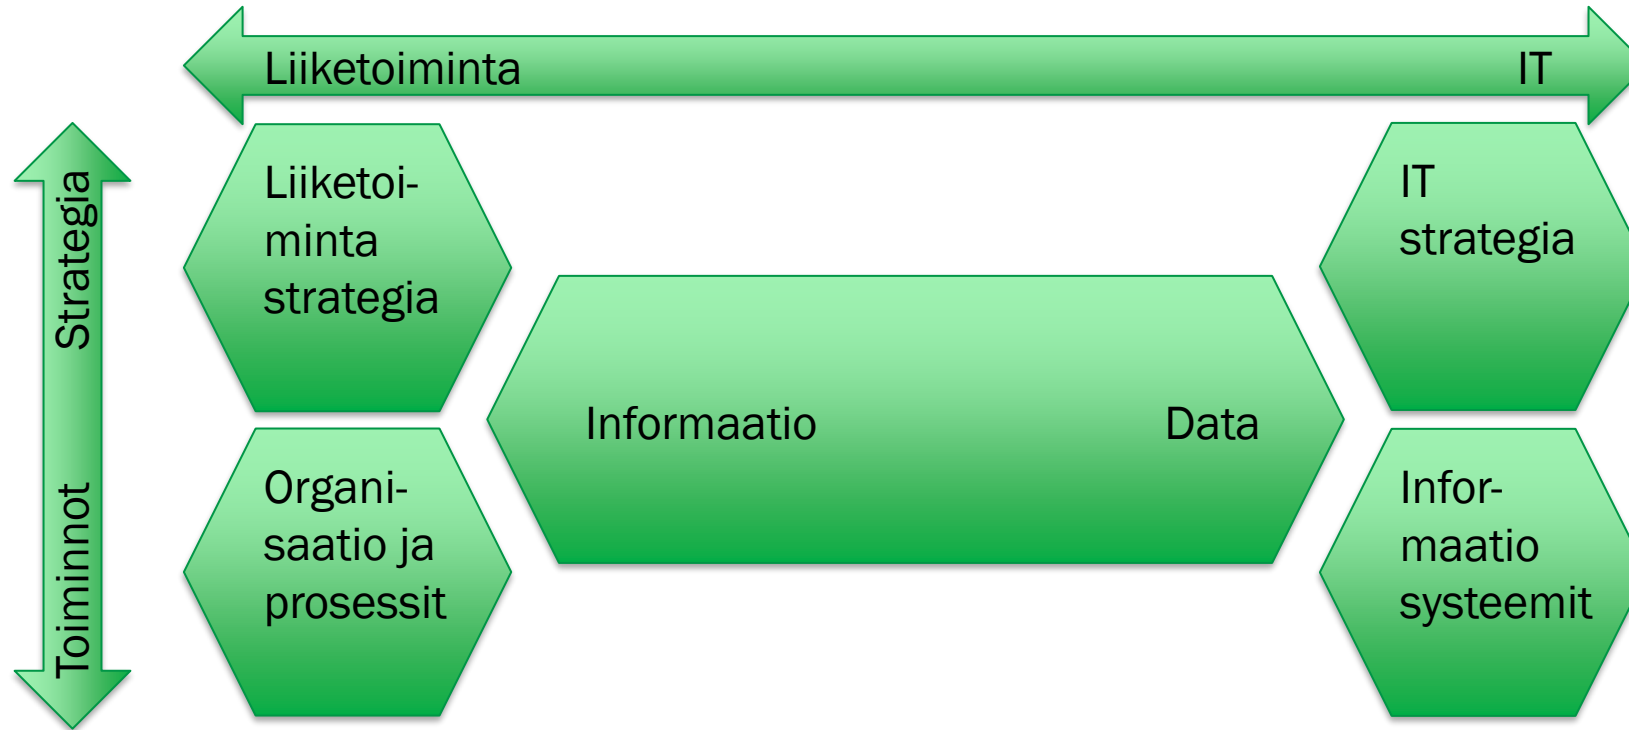 Liiketoiminta IT
Strategia
Toiminnot
Liiketoi-
minta
strategia
IT
strategia
Informaatio Data
Organi-
saatio ja
prosessit
Infor-
maatio
systeemit